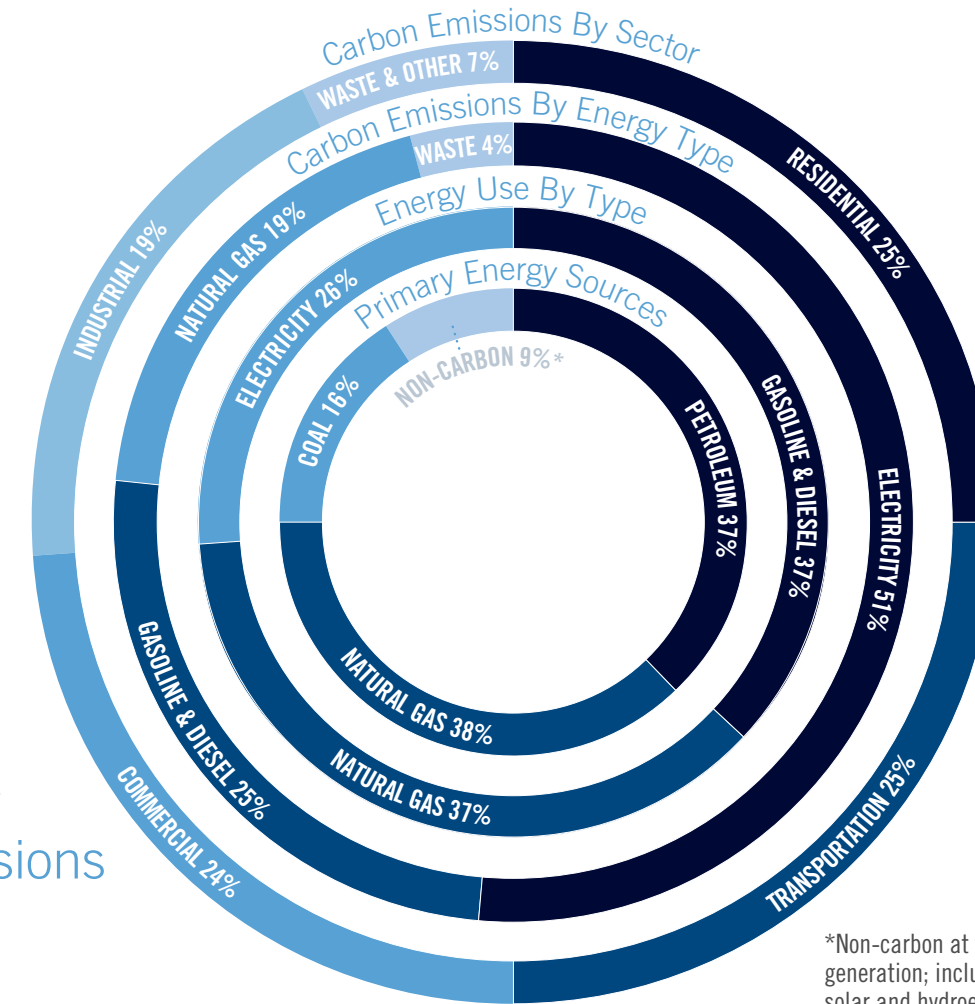 Carbon Emissions By Sector
WASTE & OTHER 7%
RESIDENTIAL 25%
TRANSPORTATION 25%
COMMERCIAL 24%
INDUSTRIAL 19%
Carbon Emissions By Energy Type
WASTE 4%
ELECTRICITY 51%
GASOLINE & DIESEL 25%
NATURAL GAS 19%
Energy Use By Type
GASOLINE & DIESEL 37%
NATURAL GAS 37%
ELECTRICITY 26%
Primary Energy Sources
NON-CARBON 9%*
PETROLEUM 37%
NATURAL GAS 38%
COAL 16%
sions
*Non-carbon at
generation; inclu
solar and hydroe